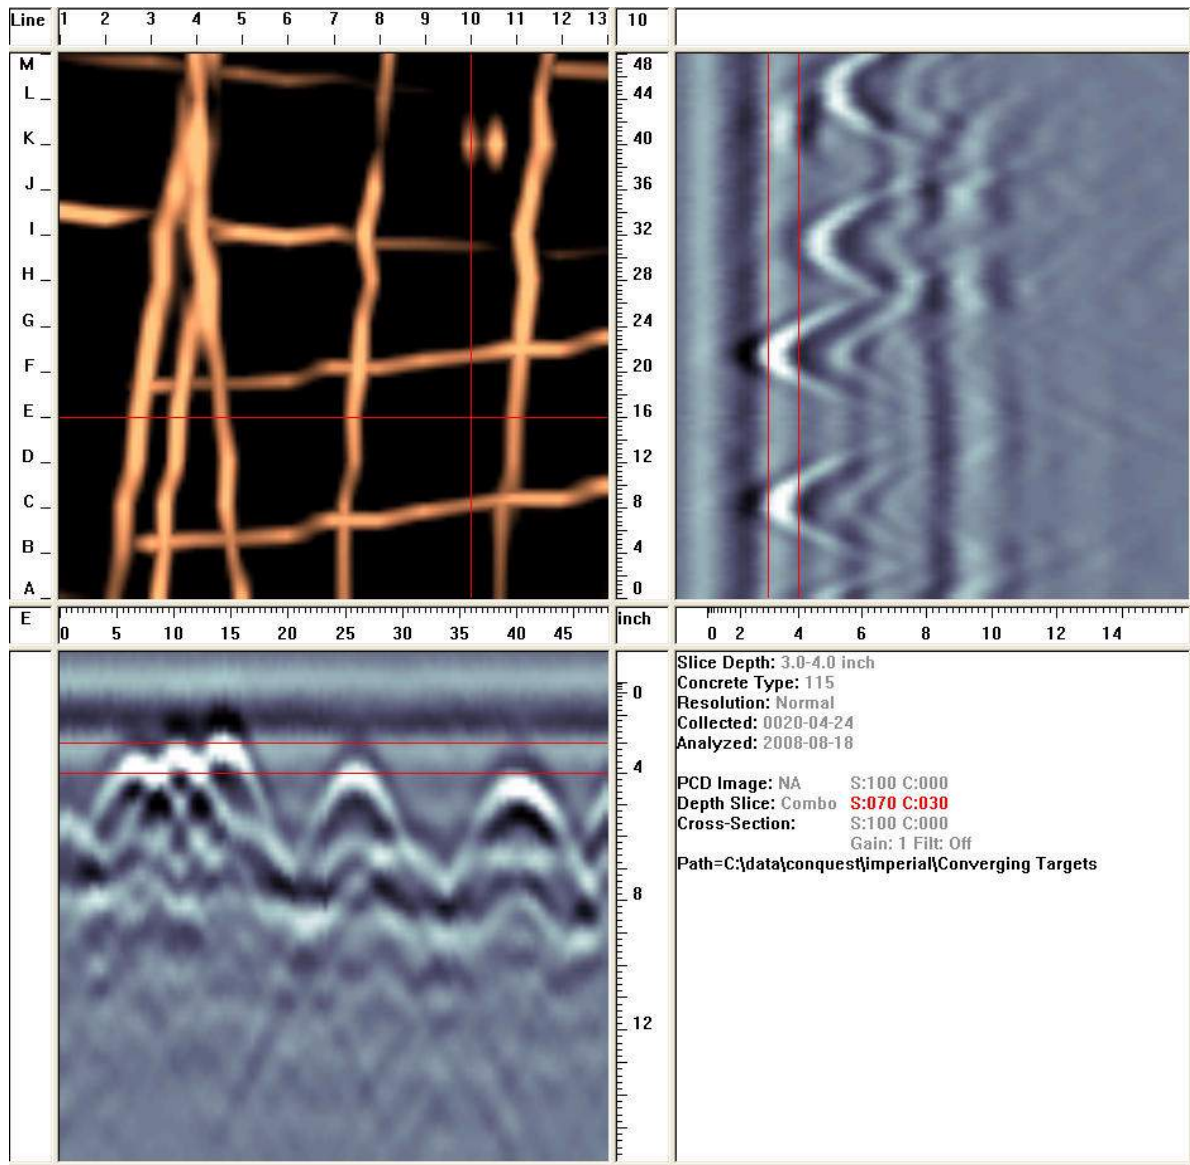 Line 1 2 3 4 5 6 7 8 9 10 11 12 13 10
M
L
K
J
I
H
G
F
E
D
C
B
A
48
44
40
36
32
28
24
20
16
12
8
4
0
E 0 5 10 15 20 25 30 35 40 45 inch 0 2 4 6 8 10 12 14
0
4
8
12
Slice Depth: 3.0-4.0 inch
Concrete Type: 115
Resolution: Normal
Collected: 0020-04-24
Analyzed: 2008-08-18
PCD Image: NA S:100 C:000
Depth Slice: Combo S:070 C:030
Cross-Section: S:100 C:000
Gain: 1 Filt: Off
Path=C:\data\conquest\imperial\Converging Targets